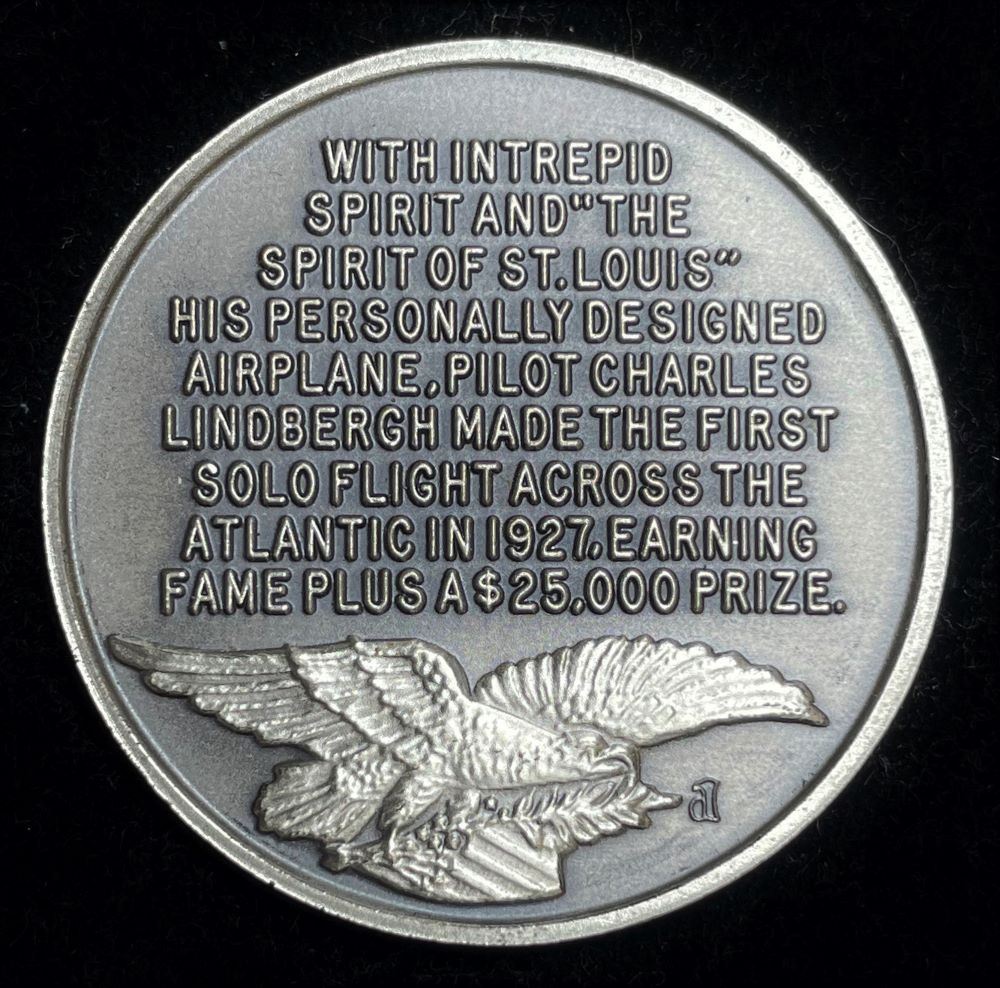 WITH INTREPID
SPIRIT AND "THE
SPIRIT OF ST. LOUIS"
HIS PERSONALLY DESIGNED
AIRPLANE, PILOT CHARLES
LINDBERGH MADE THE FIRST
SOLO FLIGHT ACROSS THE
ATLANTIC IN 1927, EARNING
FAME PLUS A $25,000 PRIZE.